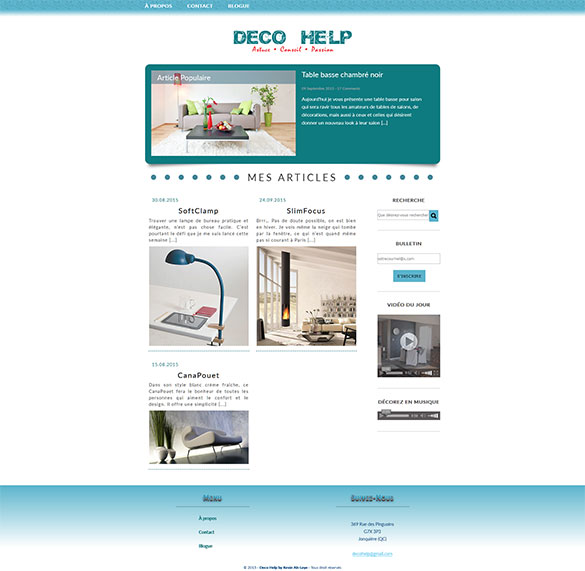 À PROPOS CONTACT BLOGUE
DECO HELP
Astuce • Conseil • Passion
Article Populaire
Table basse chambré noir
09 Septembre 2015 - 17 Comments
Aujourd'hui je vous présente une table basse pour salon
qui sera ravir tous les amateurs de tables de salons, de
décorations, mais aussi à ceux et celles qui désirent
donner un nouveau look à leur salon [...]
MES ARTICLES
30.08.2015
SoftClamp
Trouver une lampe de bureau pratique et
élégante, n'est pas chose facile. C'est
pourtant le défi que je me suis lancé cette
semaine [...]
24.09.2015
SlimFocus
Brrr... Pas de doute possible, on est bien
en hiver. Je vois même la neige qui tombe
par la fenêtre, ce qui n'est quand même
pas si courant à Paris [...]
15.08.2015
CanaPouet
Dans son style blanc crème fraîche, ce
CanaPouet fera le bonheur de toutes les
personnes qui aiment le confort et le
design. Il offre une simplicité [...]
RECHERCHE
Que désirez-vous rechercher
BULLETIN
S'INSCRIRE
VIDÉO DU JOUR
DÉCOREZ EN MUSIQUE
Menu
À propos
Contact
Blogue
Suivez-Nous
369 Rue des Pingouins
G7X 3P2
Jonquière (QC)
decohelp@gmail.com
© 2015 - Deco Help by Kevin - Tous droit réservés